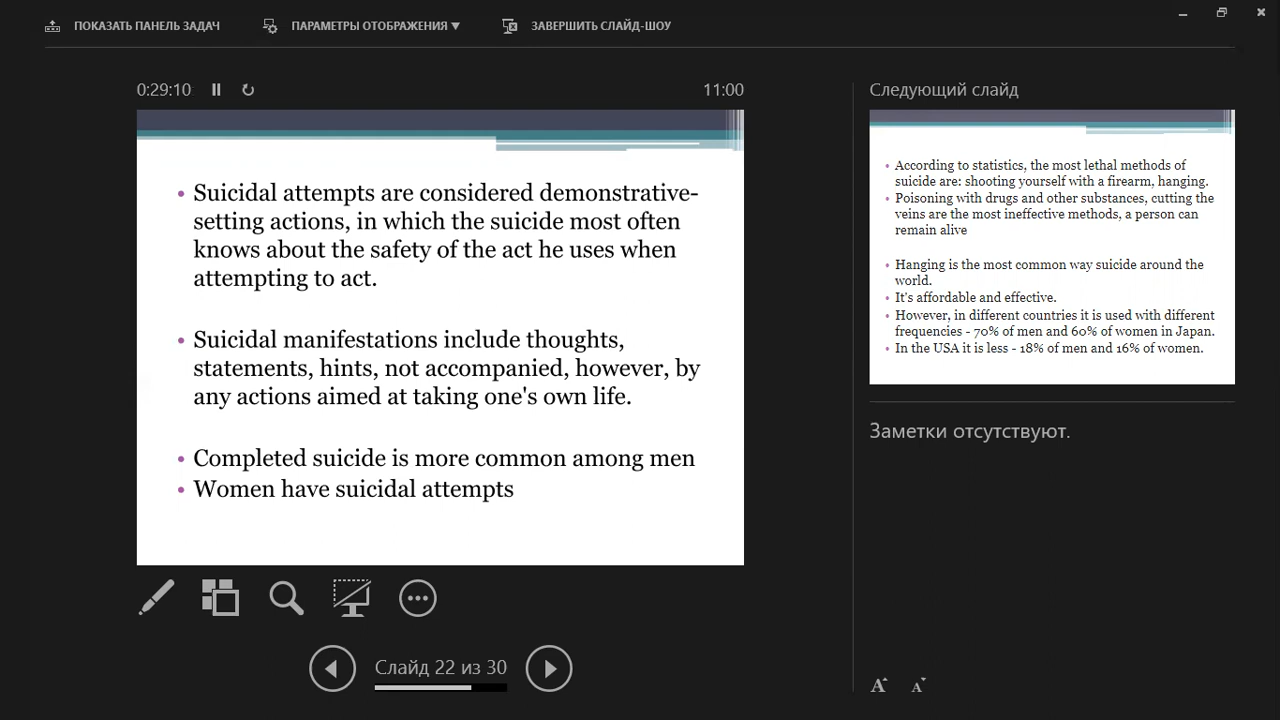 ПОКАЗАТЬ ПАНЕЛЬ ЗАДАЧ
ПАРАМЕТРЫ ОТОБРАЖЕНИЯ ▼
ЗАВЕРШИТЬ СЛАЙД-ШОУ
0:29:10
11:00
• Suicidal attempts are considered demonstrative-
setting actions, in which the suicide most often
knows about the safety of the act he uses when
attempting to act.
• Suicidal manifestations include thoughts,
statements, hints, not accompanied, however, by
any actions aimed at taking one's own life.
• Completed suicide is more common among men
• Women have suicidal attempts
Слайд 22 из 30
Следующий слайд
• According to statistics, the most lethal methods of
suicide are: shooting yourself with a firearm, hanging.
• Poisoning with drugs and other substances, cutting the
veins are the most ineffective methods, a person can
remain alive
• Hanging is the most common way suicide around the
world.
• It's affordable and effective.
• However, in different countries it is used with different
frequencies - 70% of men and 60% of women in Japan.
• In the USA it is less - 18% of men and 16% of women.
Заметки отсутствуют.
A A